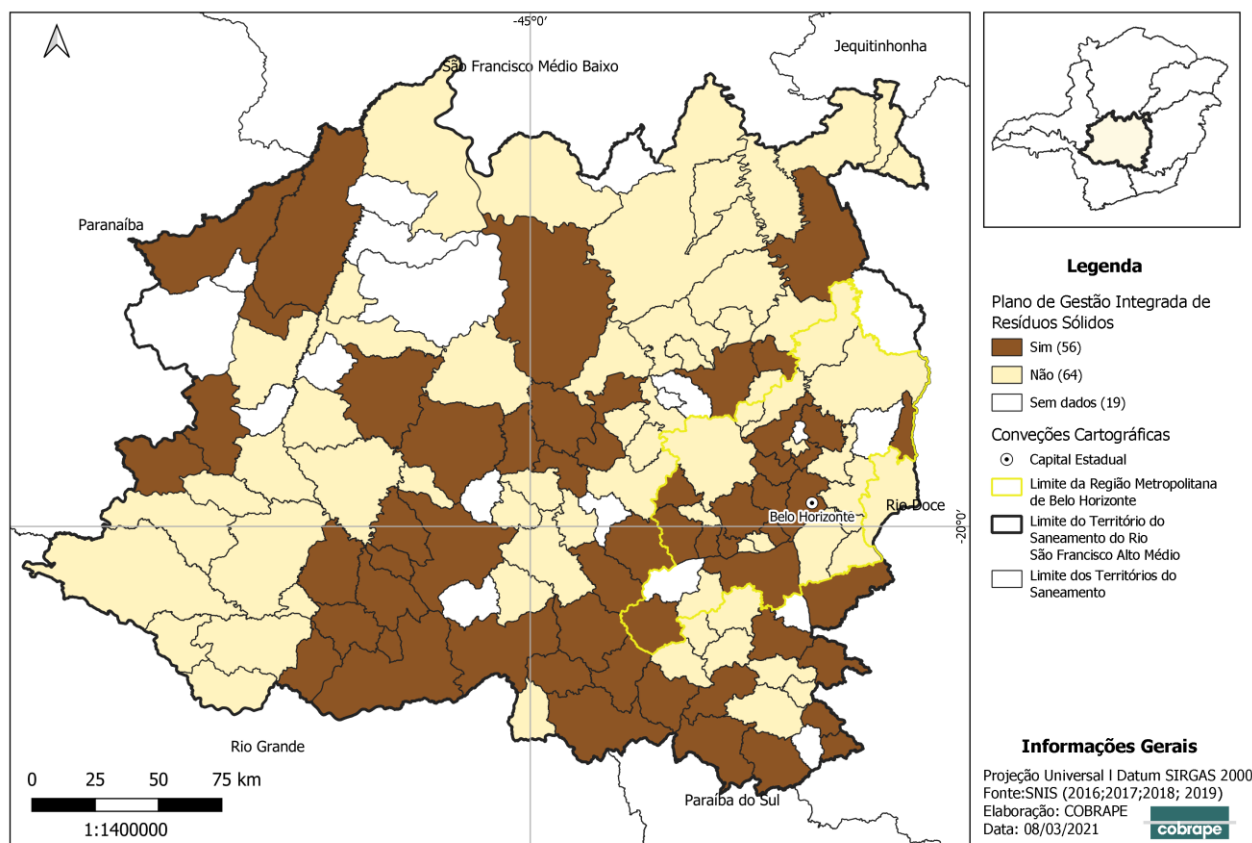 -45°0'
Jequitinhonha
São Francisco Médio Baixo
Paranaíba
Rio Doce
Belo Horizonte
-20°0'
Rio Grande
Paraíba do Sul
0 25 50 75 km
1:1400000
Legenda
Plano de Gestão Integrada de
Resíduos Sólidos
Sim (56)
Não (64)
Sem dados (19)
Conveções Cartográficas
Capital Estadual
Limite da Região Metropolitana
de Belo Horizonte
Limite do Território do
Saneamento do Rio
São Francisco Alto Médio
Limite dos Territórios do
Saneamento
Informações Gerais
Projeção Universal l Datum SIRGAS 2000
Fonte:SNIS (2016;2017;2018; 2019)
Elaboração: COBRAPE
Data: 08/03/2021
cobrape